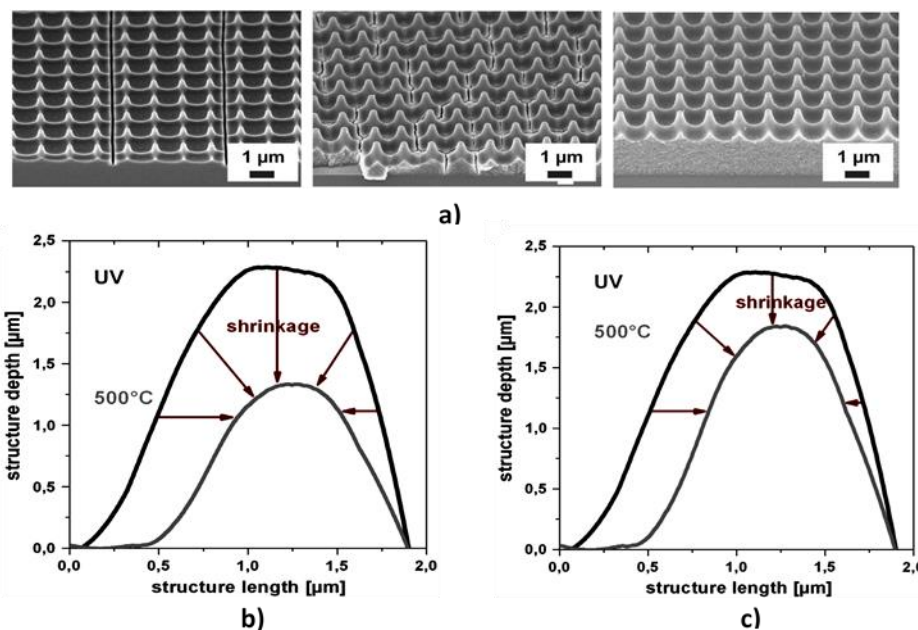 1 µm
1 µm
1 µm
a)
2,5
2,0
1,5
1,0
0,5
0,0
structure depth [µm]
UV
shrinkage
500°C
0,0
0,5
1,0
1,5
2,0
structure length [µm]
b)
2,5
2,0
1,5
1,0
0,5
0,0
structure depth [µm]
UV
shrinkage
500°C
0,0
0,5
1,0
1,5
structure length [µm]
c)